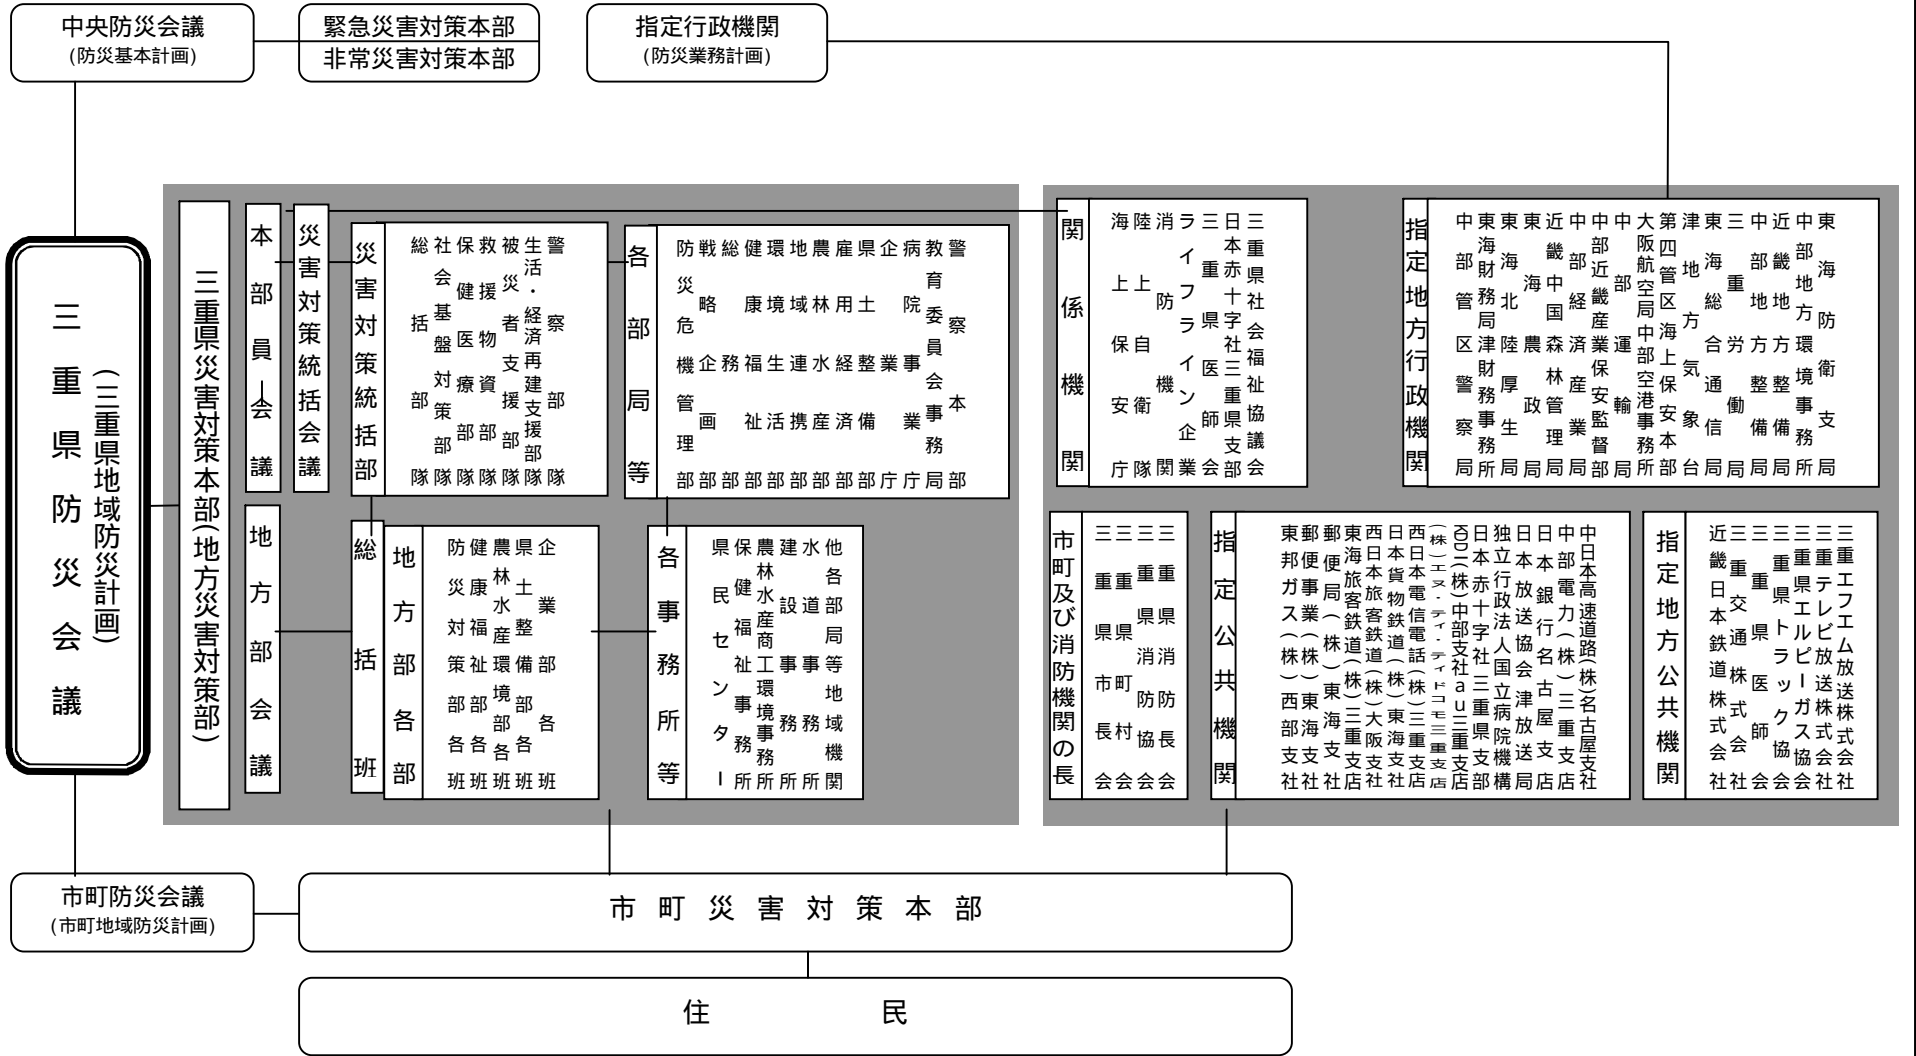 中央防災会議
(防災基本計画)
緊急災害対策本部
非常災害対策本部
指定行政機関
(防災業務計画)
三重県防災会議
(三重県地域防災計画)
三重県災害対策本部(地方災害対策部)
本部員会議
災害対策統括会議
災害対策統括部
総括部隊
社会基盤対策部隊
保健医療部隊
救援物資部隊
被災者支援部隊
生活・経済再建支援部隊
警察部隊
各部局等
防災危機管理部
戦略企画部
総務部
健康福祉部
環境生活部
地域連携部
農林水産部
雇用経済部
県土整備部
企業庁
病院事業庁
教育委員会事務局
警察本部
地方部会議
総括班
地方部各部
防災対策部各班
健康福祉部各班
農林水産環境部各班
県土整備部各班
企業部各班
各事務所等
県民センター
保健福祉事務所
農林水産商工環境事務所
建設事務所
水道事務所
他各部局等地域機関
関係機関
海上保安庁
陸上自衛隊
消防機関
ライフライン企業
三重県医師会
日本赤十字社三重県支部
三重県社会福祉協議会
指定地方行政機関
中部管区警察局
東海財務局津財務事務所
東海北陸厚生局
東海農政局
近畿中国森林管理局
中部経済産業局
中部近畿産業保安監督部
中部運輸局
大阪航空局中部空港事務所
第四管区海上保安本部
津地方気象台
東海総合通信局
三重労働局
中部地方整備局
近畿地方整備局
中部地方環境事務所
東海防衛支局
市町及び消防機関の長
三重県市長会
三重県町村会
三重県消防協会
三重県消防長会
指定公共機関
東邦ガス(株)西部支社
郵便事業(株)東海支社
郵便局(株)東海支社
東海旅客鉄道(株)三重支店
西日本旅客鉄道(株)大阪支社
日本貨物鉄道(株)東海支社
西日本電信電話(株)三重支店
(株)エヌ・ティ・ティドコモ三重支店
KDDI(株)中部支社au三重支店
日本赤十字社三重県支部
独立行政法人国立病院機構
日本放送協会津放送局
日本銀行名古屋支店
中部電力(株)三重支店
中日本高速道路(株)名古屋支社
指定地方公共機関
近畿日本鉄道株式会社
三重交通株式会社
三重県医師会
三重県トラック協会
三重県エルピーガス協会
三重テレビ放送株式会社
三重エフエム放送株式会社
市町防災会議
(市町地域防災計画)
市町災害対策本部
住民